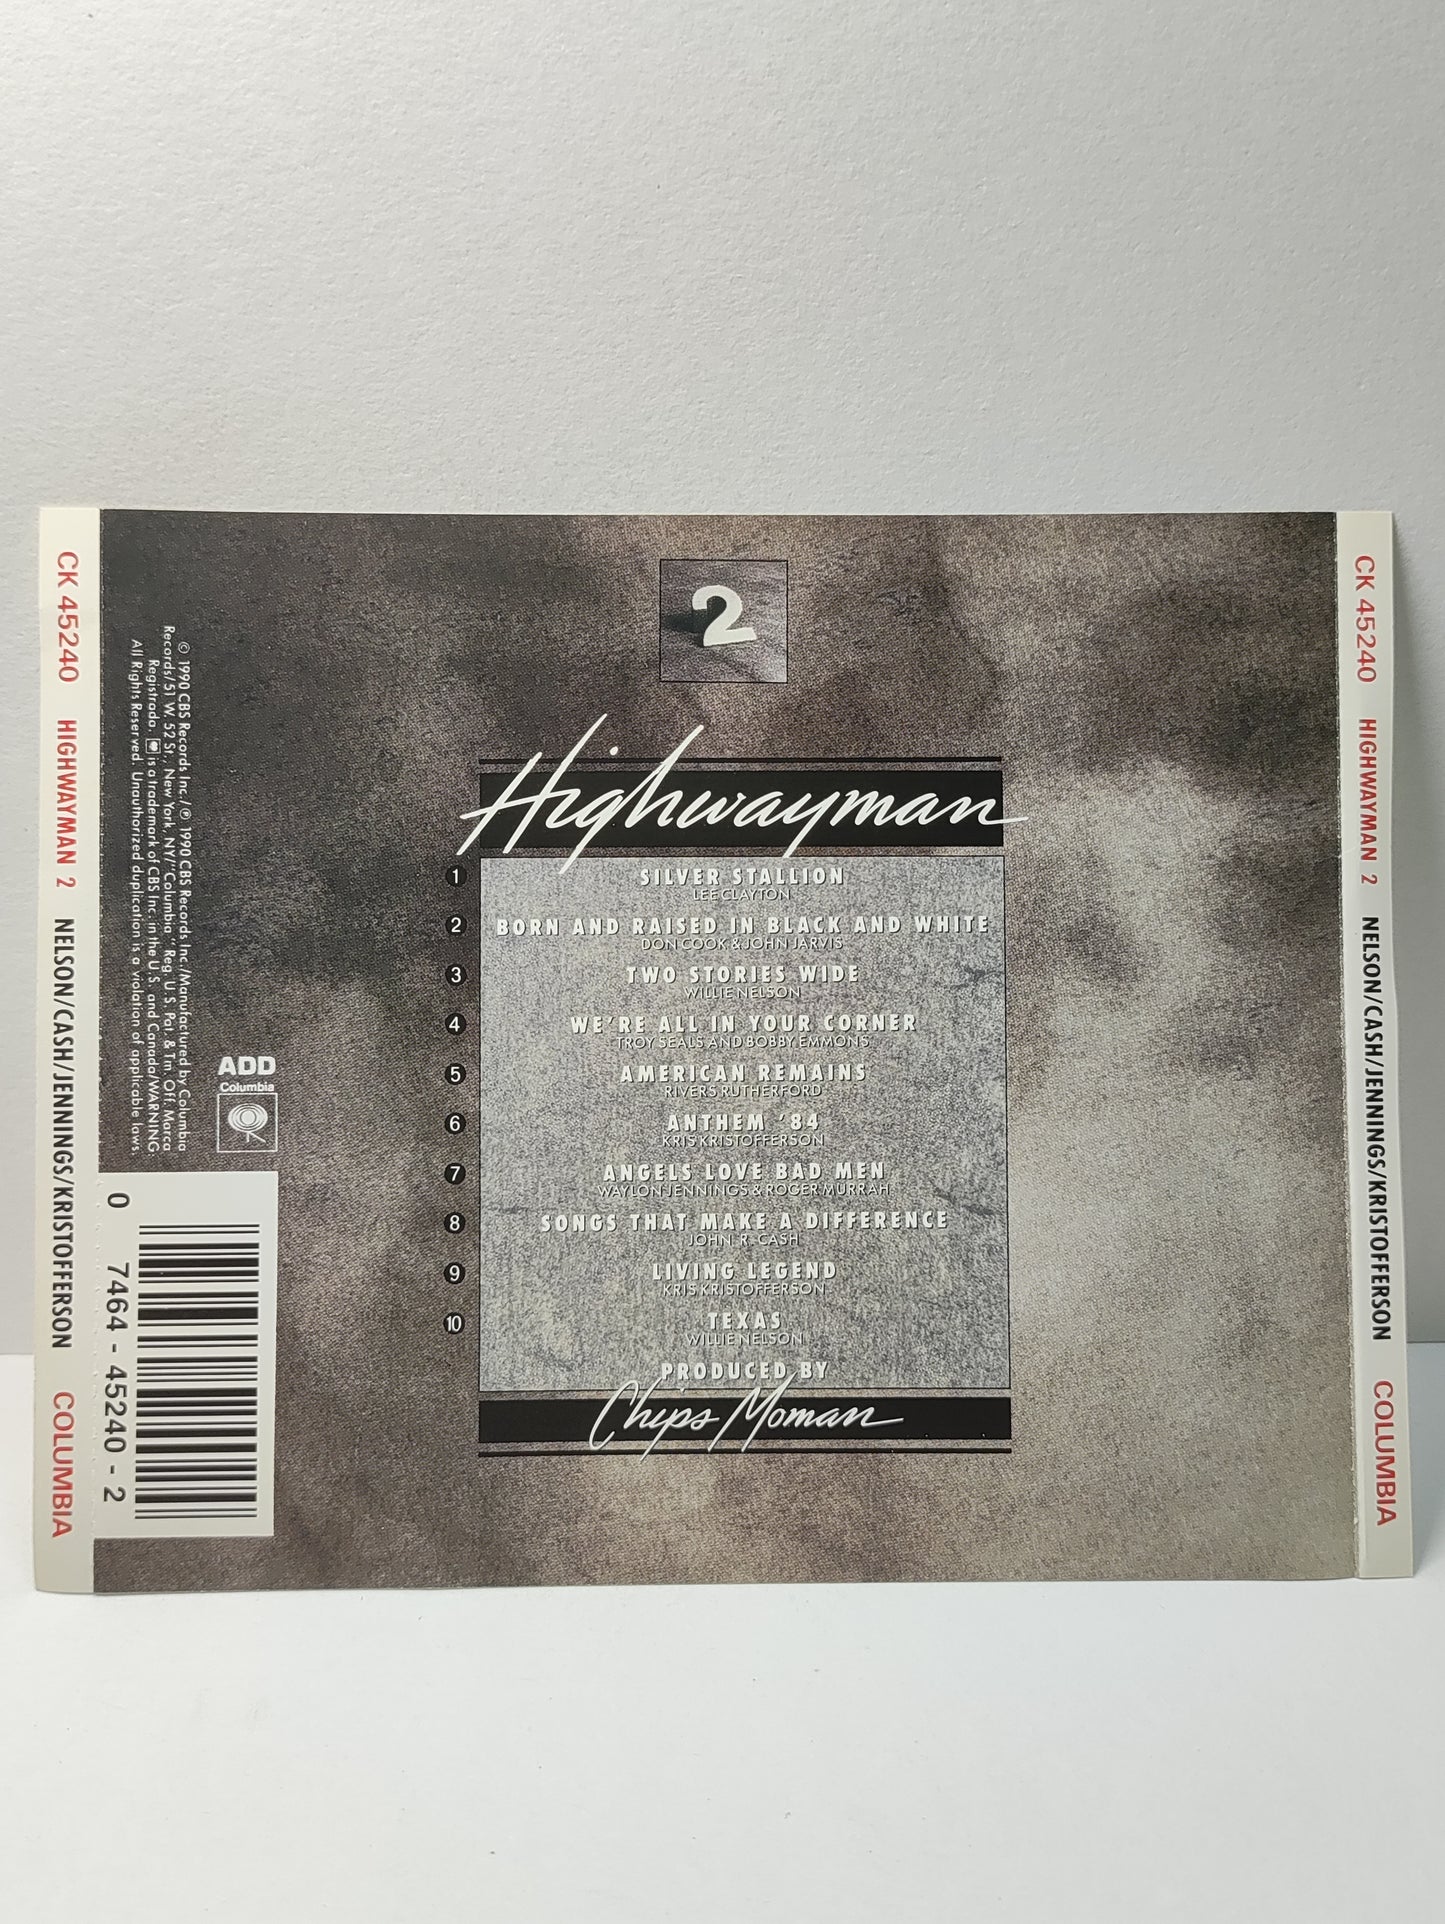 CK 45240 HIGHWAYMAN 2 NELSON/CASH/JENNINGS/KRISTOFFERSON COLUMBIA
© 1990 CBS Records Inc./℗ 1990 CBS Records Inc./Manufactured by Columbia
Records/51 W. 52 St., New York, NY/"Columbia," Reg. U.S. Pat. & Tm. Off. Marca
Registrada. is a trademark of CBS Inc. in the U.S. and Canada/WARNING:
All Rights Reserved. Unauthorized duplication is a violation of applicable laws.
ADD
Columbia
0 7464-45240-2
2
Highwayman
1 SILVER STALLION
LEE CLAYTON
2 BORN AND RAISED IN BLACK AND WHITE
DON COOK & JOHN JARVIS
3 TWO STORIES WIDE
WILLIE NELSON
4 WE'RE ALL IN YOUR CORNER
TROY SEALS AND BOBBY EMMONS
5 AMERICAN REMAINS
RIVERS RUTHERFORD
6 ANTHEM '84
KRIS KRISTOFFERSON
7 ANGELS LOVE BAD MEN
WAYLON JENNINGS & ROGER MURRAH
8 SONGS THAT MAKE A DIFFERENCE
JOHN R. CASH
9 LIVING LEGEND
KRIS KRISTOFFERSON
10 TEXAS
WILLIE NELSON
PRODUCED BY
Chips Moman
CK 45240 HIGHWAYMAN 2 NELSON/CASH/JENNINGS/KRISTOFFERSON COLUMBIA